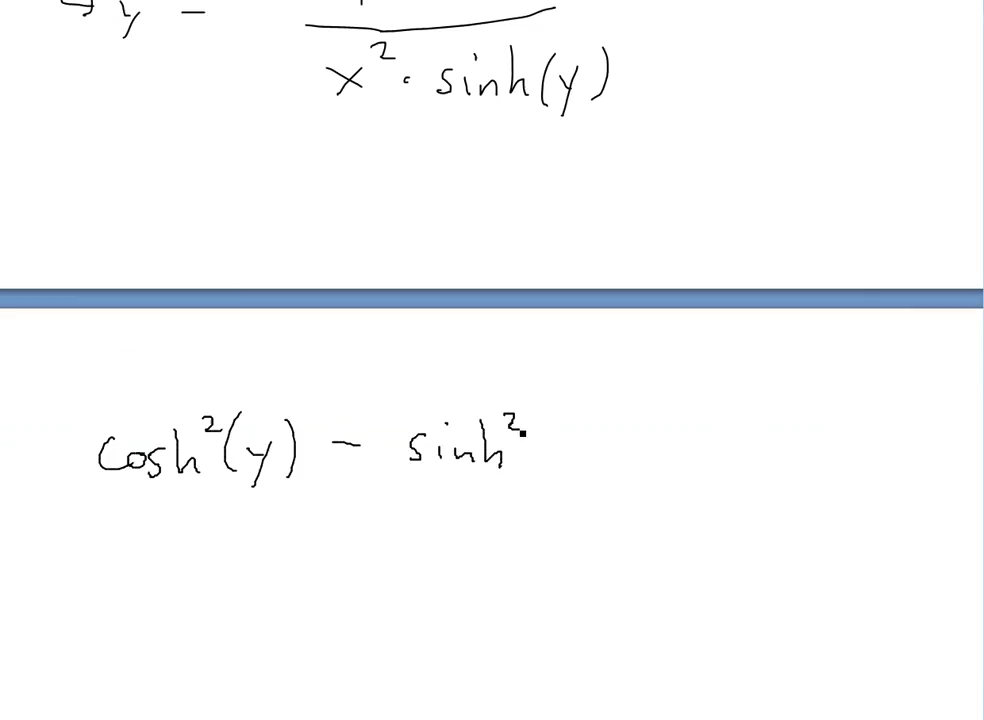 y =
x² · sinh(y)
cosh²(y) - sinh²